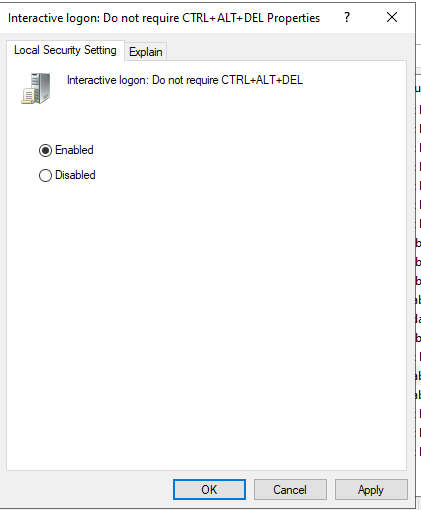 Interactive logon: Do not require CTRL+ALT+DEL Properties ?
Local Security Setting Explain
Interactive logon: Do not require CTRL+ALT+DEL
Enabled
Disabled
OK Cancel Apply